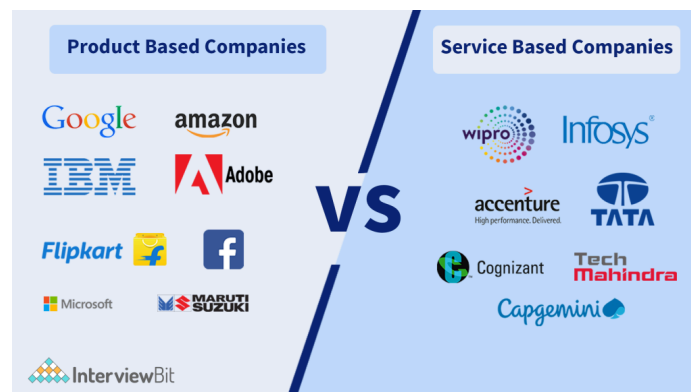 Product Based Companies
Google
amazon
IBM
Adobe
Flipkart
f
f
Microsoft
MARUTI
SUZUKI
InterviewBit
VS
Service Based Companies
wipro
Infosys®
accenture
High performance. Delivered.
TATA
Cognizant
Tech
Mahindra
Capgemini